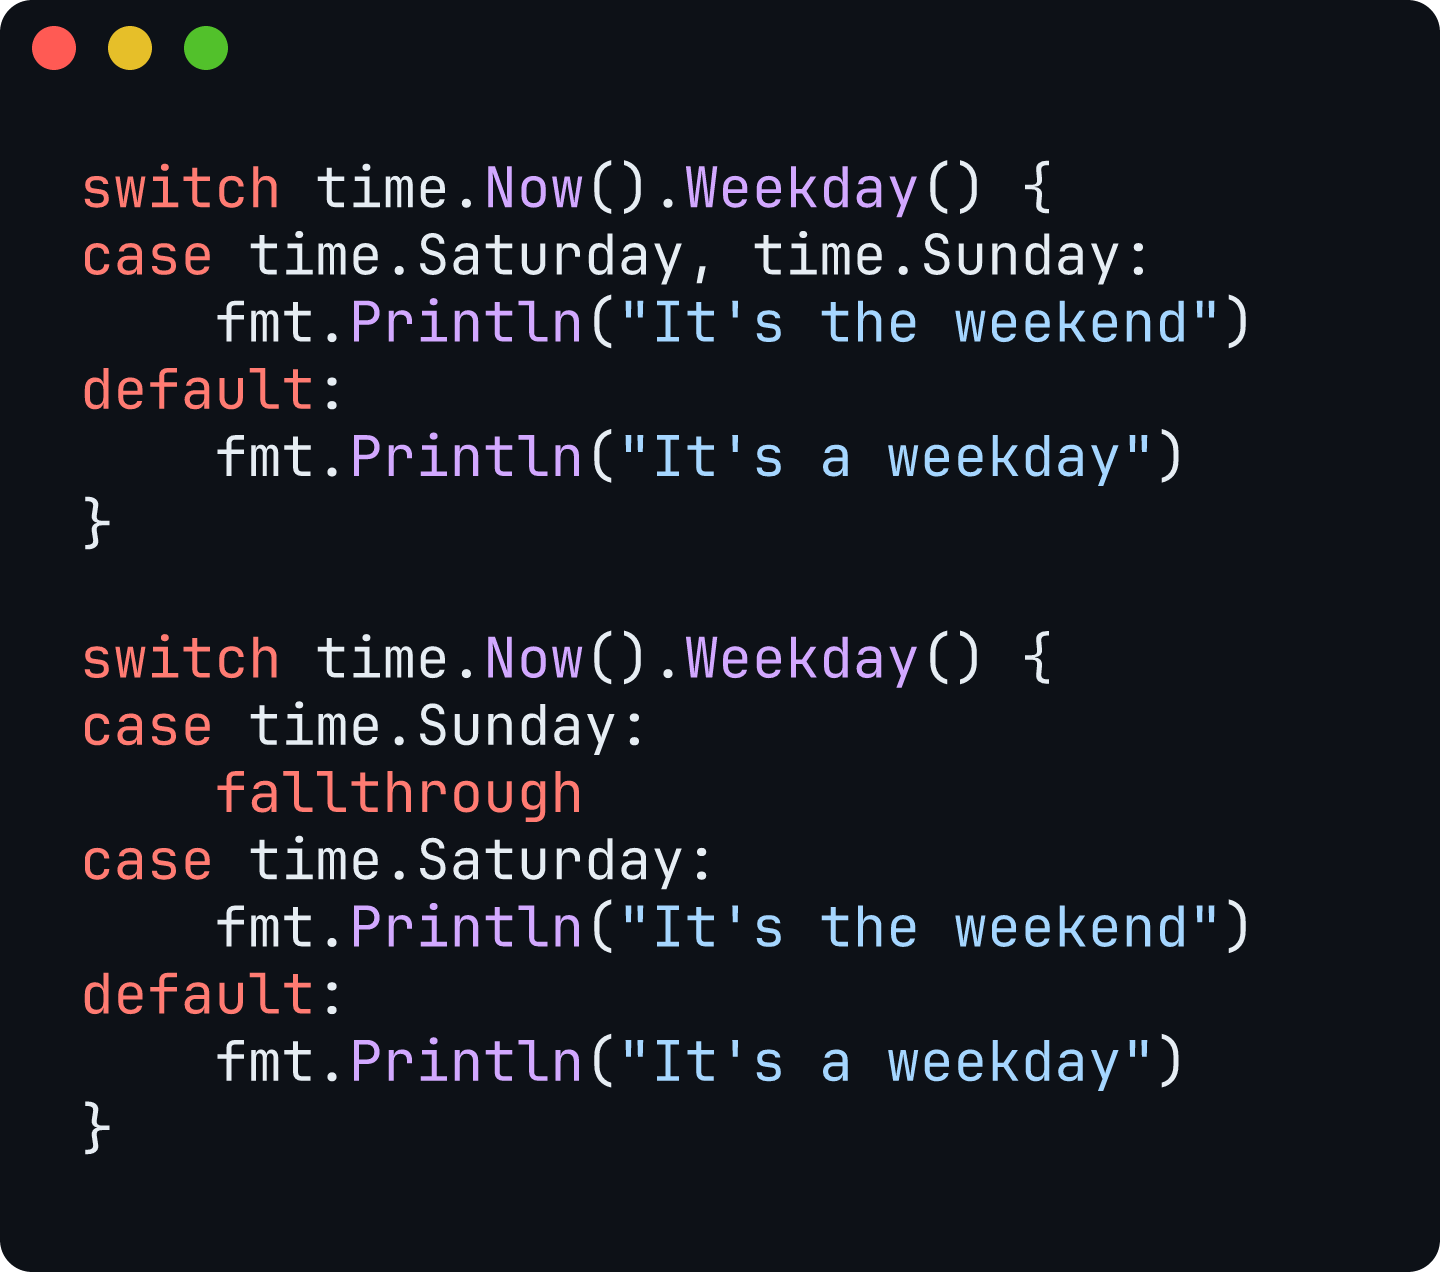 switch time.Now().Weekday() {
case time.Saturday, time.Sunday:
    fmt.Println("It's the weekend")
default:
    fmt.Println("It's a weekday")
}

switch time.Now().Weekday() {
case time.Sunday:
    fallthrough
case time.Saturday:
    fmt.Println("It's the weekend")
default:
    fmt.Println("It's a weekday")
}